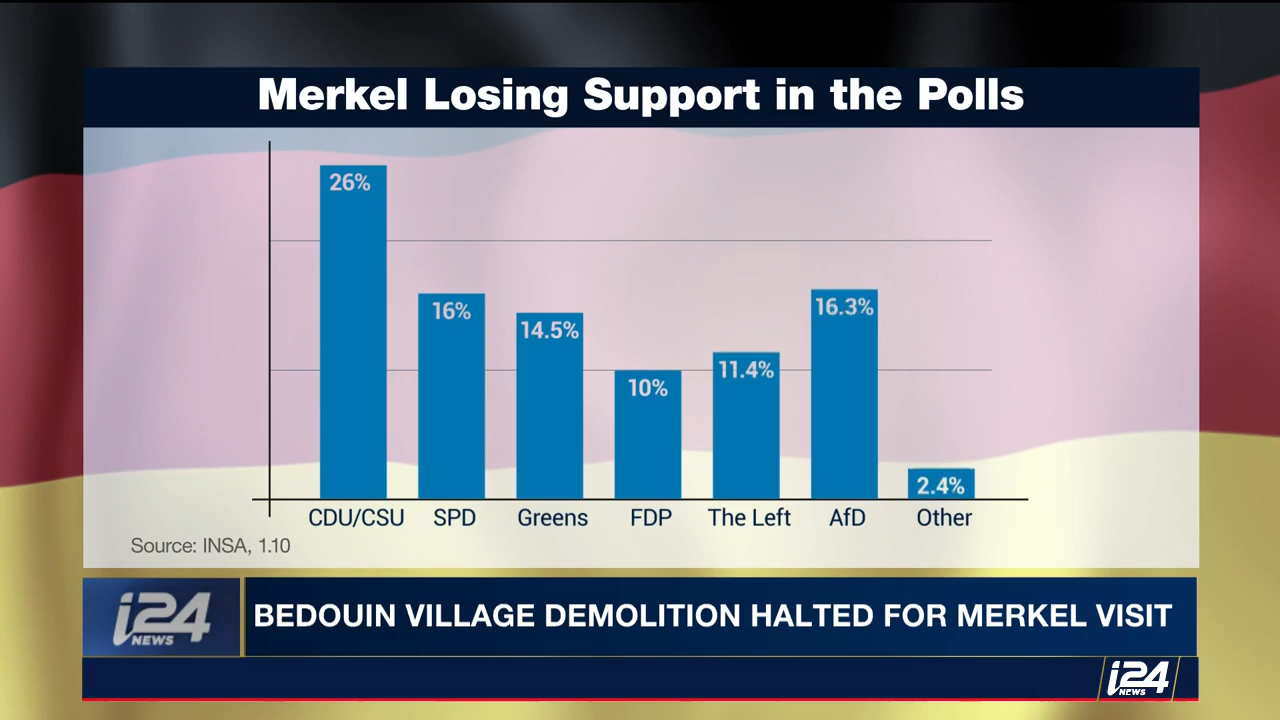 Merkel Losing Support in the Polls
26%
16%
14.5%
10%
11.4%
16.3%
2.4%
CDU/CSU SPD Greens FDP The Left AfD Other
Source: INSA, 1.10
i24 NEWS
BEDOUIN VILLAGE DEMOLITION HALTED FOR MERKEL VISIT
i24 NEWS